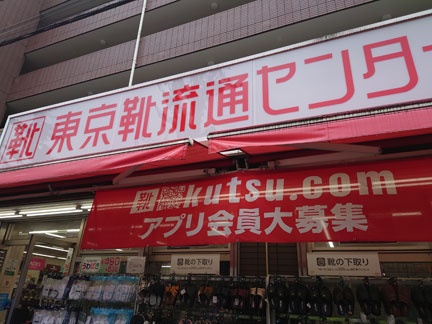 靴 東京靴流通センター
靴 kutsu.com
アプリ会員大募集
靴の下取り
靴の下取り